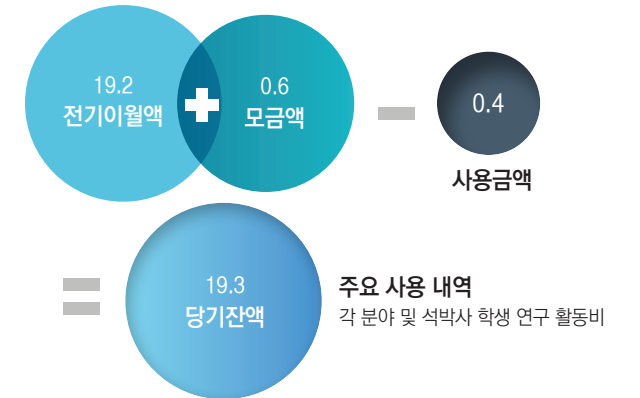 19.2
전기이월액
0.6
모금액
0.4
사용금액
19.3
당기잔액
주요 사용 내역
각 분야 및 석박사 학생 연구 활동비